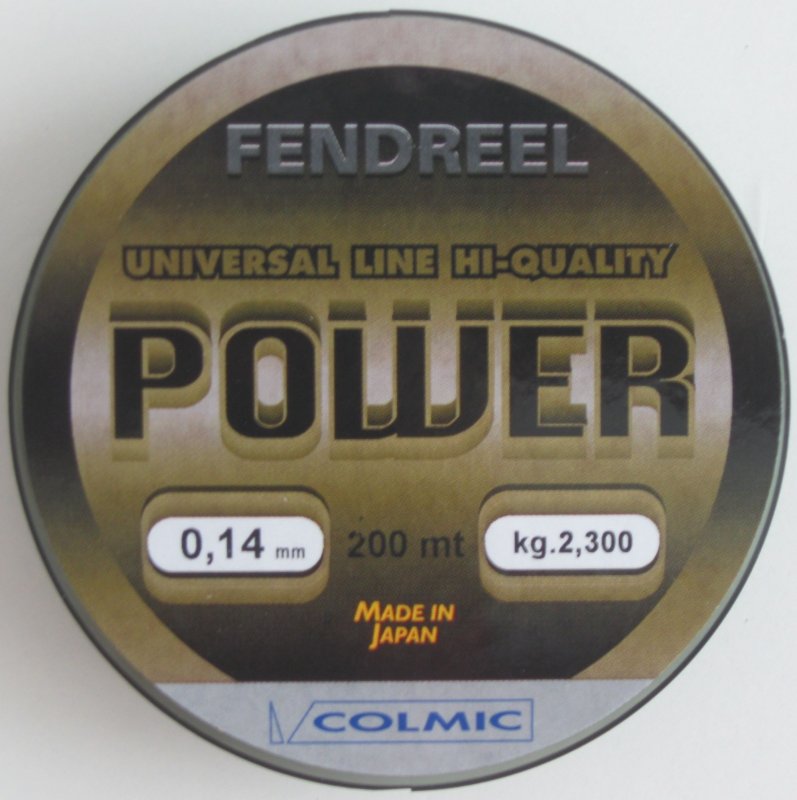 FENDREEL
UNIVERSAL LINE HI-QUALITY
POWER
0,14 mm 200 mt kg.2,300
MADE IN
JAPAN
COLMIC